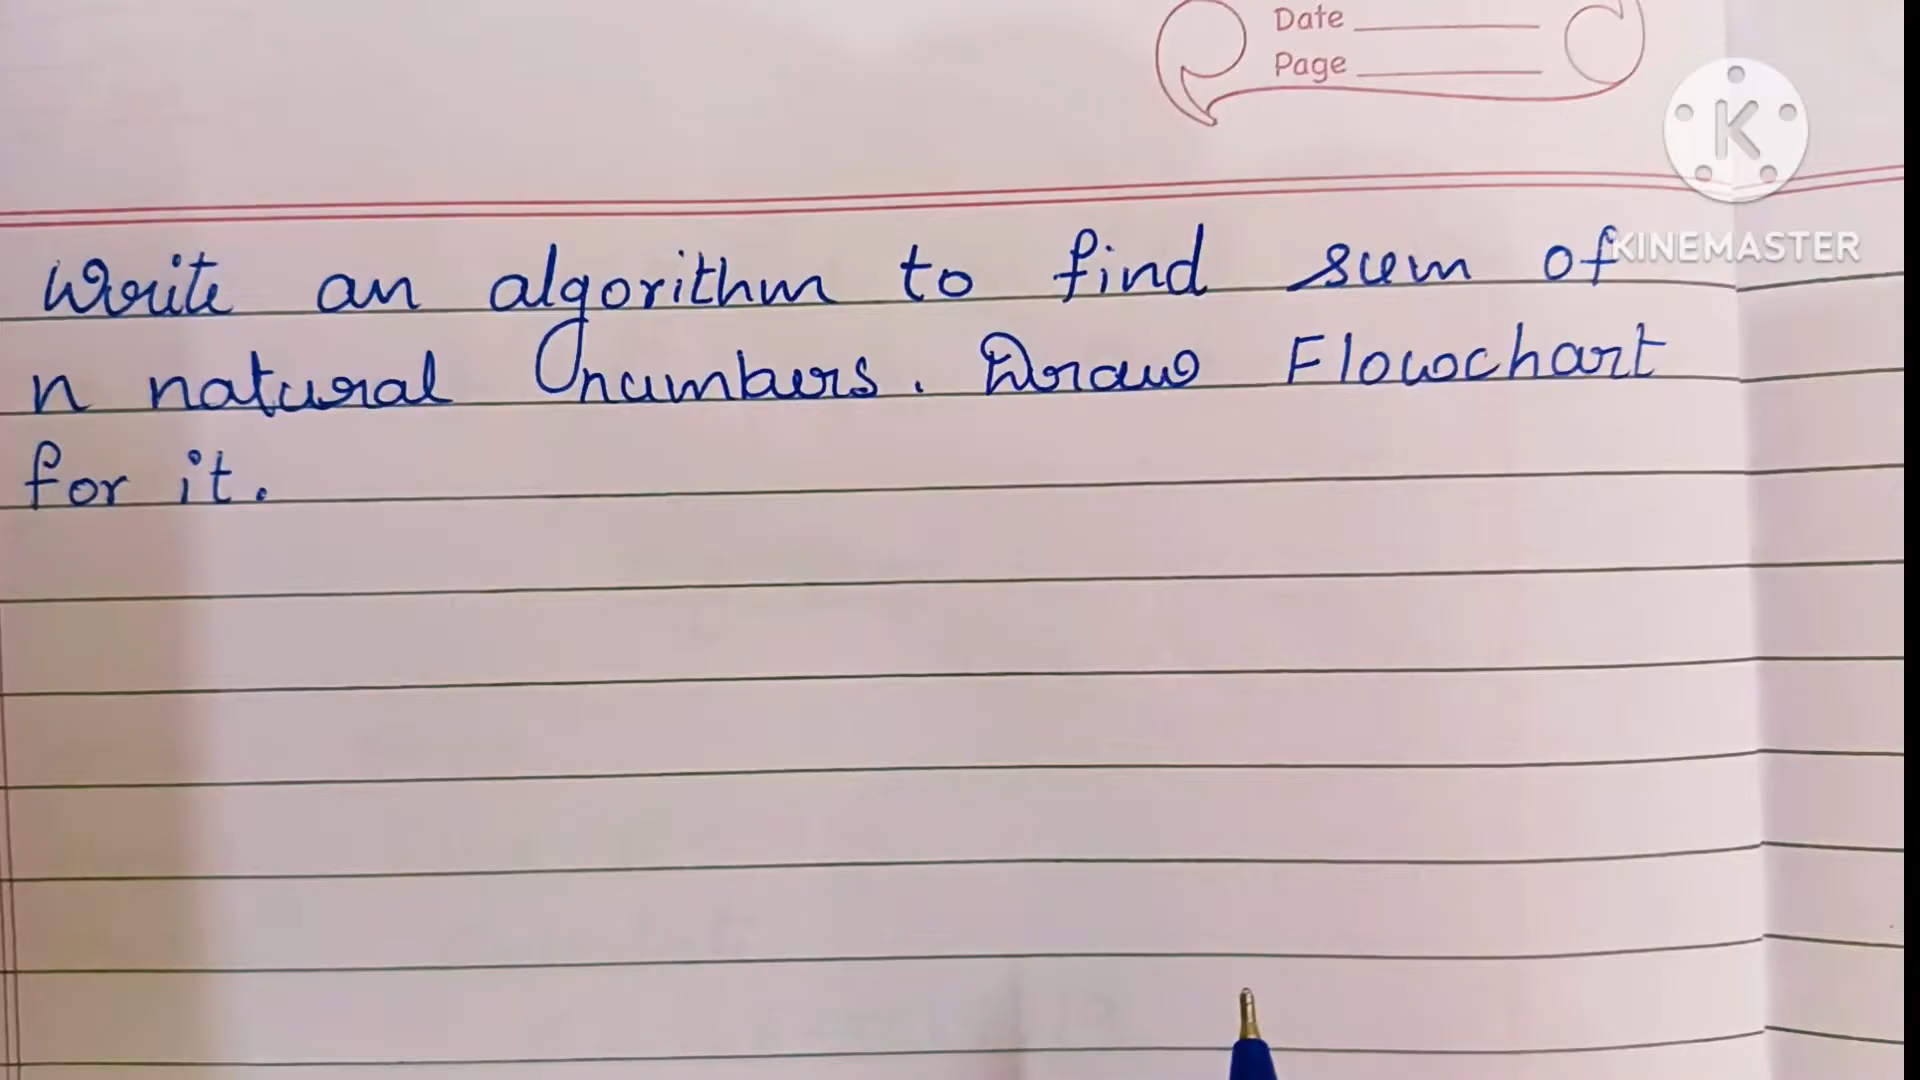 Date
Page
KINEMASTER
Write an algorithm to find sum of
n natural numbers. Draw Flowchart
for it.